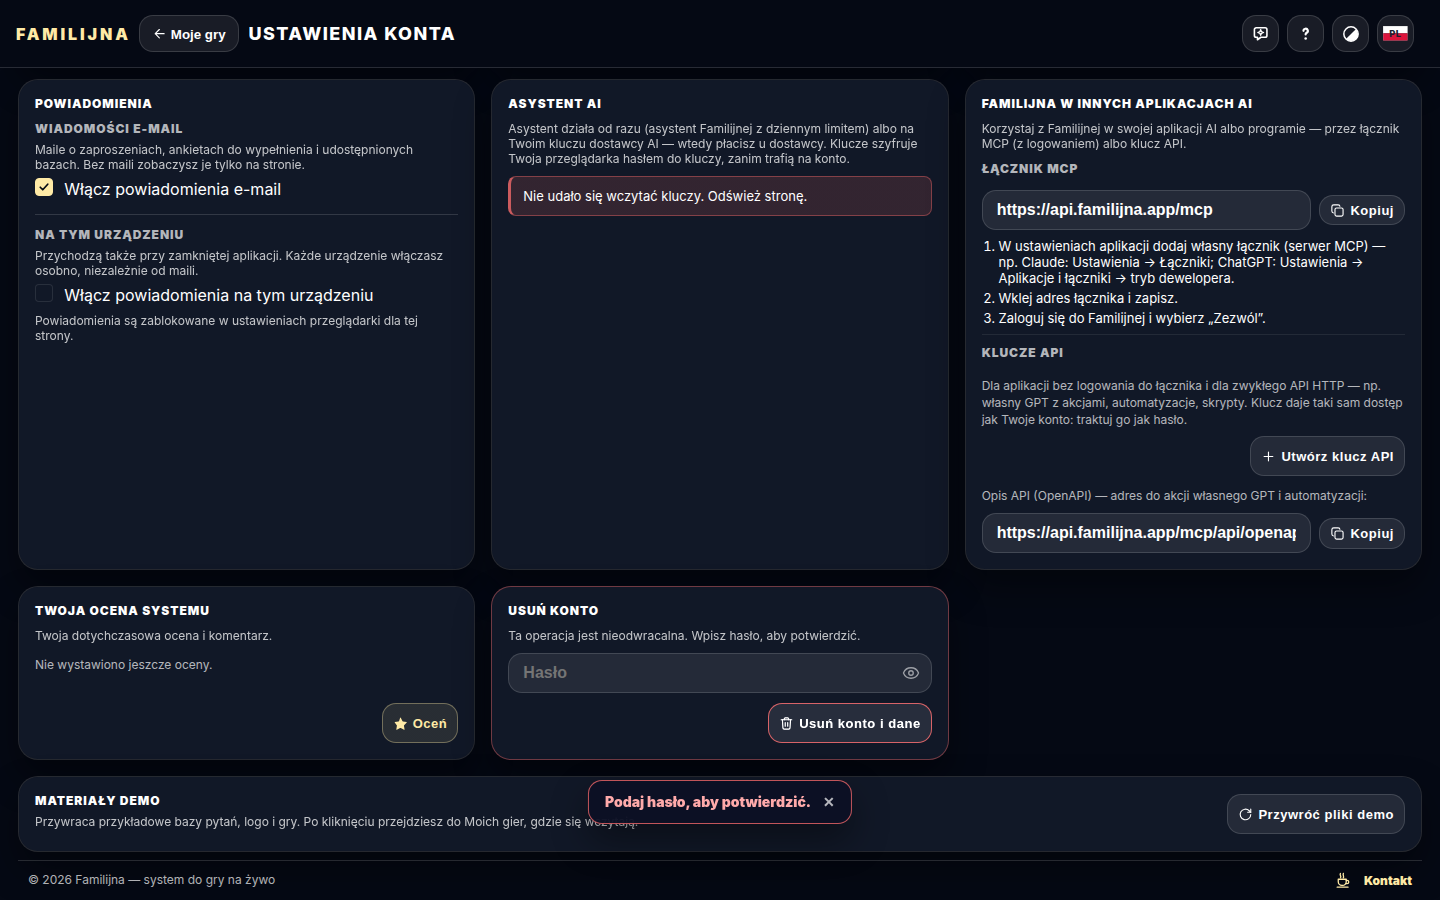 FAMILIJNA
Moje gry
USTAWIENIA KONTA
?
PL
POWIADOMIENIA
WIADOMOŚCI E-MAIL
Maile o zaproszeniach, ankietach do wypełnienia i udostępnionych
bazach. Bez maili zobaczysz je tylko na stronie.
Włącz powiadomienia e-mail
NA TYM URZĄDZENIU
Przychodzą także przy zamkniętej aplikacji. Każde urządzenie włączasz
osobno, niezależnie od maili.
Włącz powiadomienia na tym urządzeniu
Powiadomienia są zablokowane w ustawieniach przeglądarki dla tej
strony.
ASYSTENT AI
Asystent działa od razu (asystent Familijnej z dziennym limitem) albo na
Twoim kluczu dostawcy AI — wtedy płacisz u dostawcy. Klucze szyfruje
Twoja przeglądarka hasłem do kluczy, zanim trafią na konto.
Nie udało się wczytać kluczy. Odśwież stronę.
FAMILIJNA W INNYCH APLIKACJACH AI
Korzystaj z Familijnej w swojej aplikacji AI albo programie — przez łącznik
MCP (z logowaniem) albo klucz API.
ŁĄCZNIK MCP
https://api.familijna.app/mcp
Kopiuj
1. W ustawieniach aplikacji dodaj własny łącznik (serwer MCP) —
np. Claude: Ustawienia → Łączniki; ChatGPT: Ustawienia →
Aplikacje i łączniki → tryb dewelopera.
2. Wklej adres łącznika i zapisz.
3. Zaloguj się do Familijnej i wybierz „Zezwól”.
KLUCZE API
Dla aplikacji bez logowania do łącznika i dla zwykłego API HTTP — np.
własny GPT z akcjami, automatyzacje, skrypty. Klucz daje taki sam dostęp
jak Twoje konto: traktuj go jak hasło.
Utwórz klucz API
Opis API (OpenAPI) — adres do akcji własnego GPT i automatyzacji:
https://api.familijna.app/mcp/api/openap
Kopiuj
TWOJA OCENA SYSTEMU
Twoja dotychczasowa ocena i komentarz.
Nie wystawiono jeszcze oceny.
Oceń
USUŃ KONTO
Ta operacja jest nieodwracalna. Wpisz hasło, aby potwierdzić.
Hasło
Usuń konto i dane
MATERIAŁY DEMO
Przywraca przykładowe bazy pytań, logo i gry. Po kliknięciu przejdziesz do Moich gier, gdzie się wczytają.
Podaj hasło, aby potwierdzić.
Przywróć pliki demo
© 2026 Familijna — system do gry na żywo
Kontakt